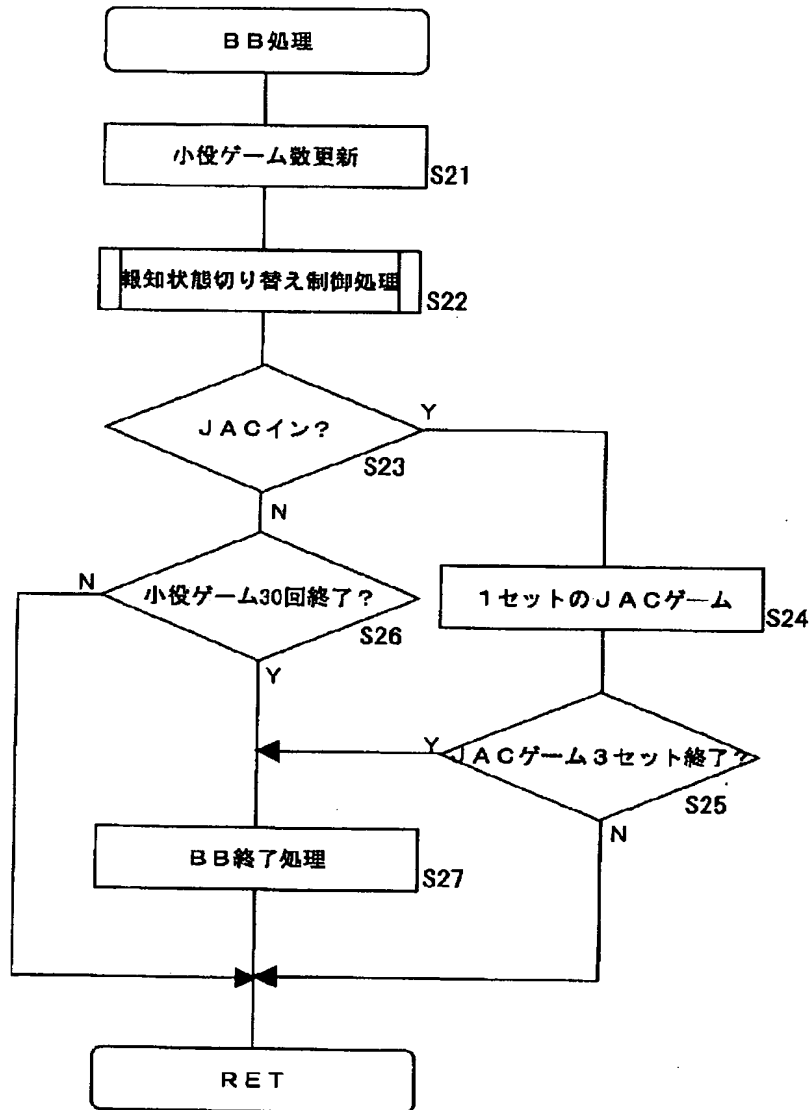 BB処理
小役ゲーム数更新
S21
報知状態切り替え制御処理
S22
JACイン?
Y
S23
N
N
小役ゲーム30回終了?
S26
1セットのJACゲーム
S24
Y
Y
JACゲーム3セット終了?
S25
N
BB終了処理
S27
RET